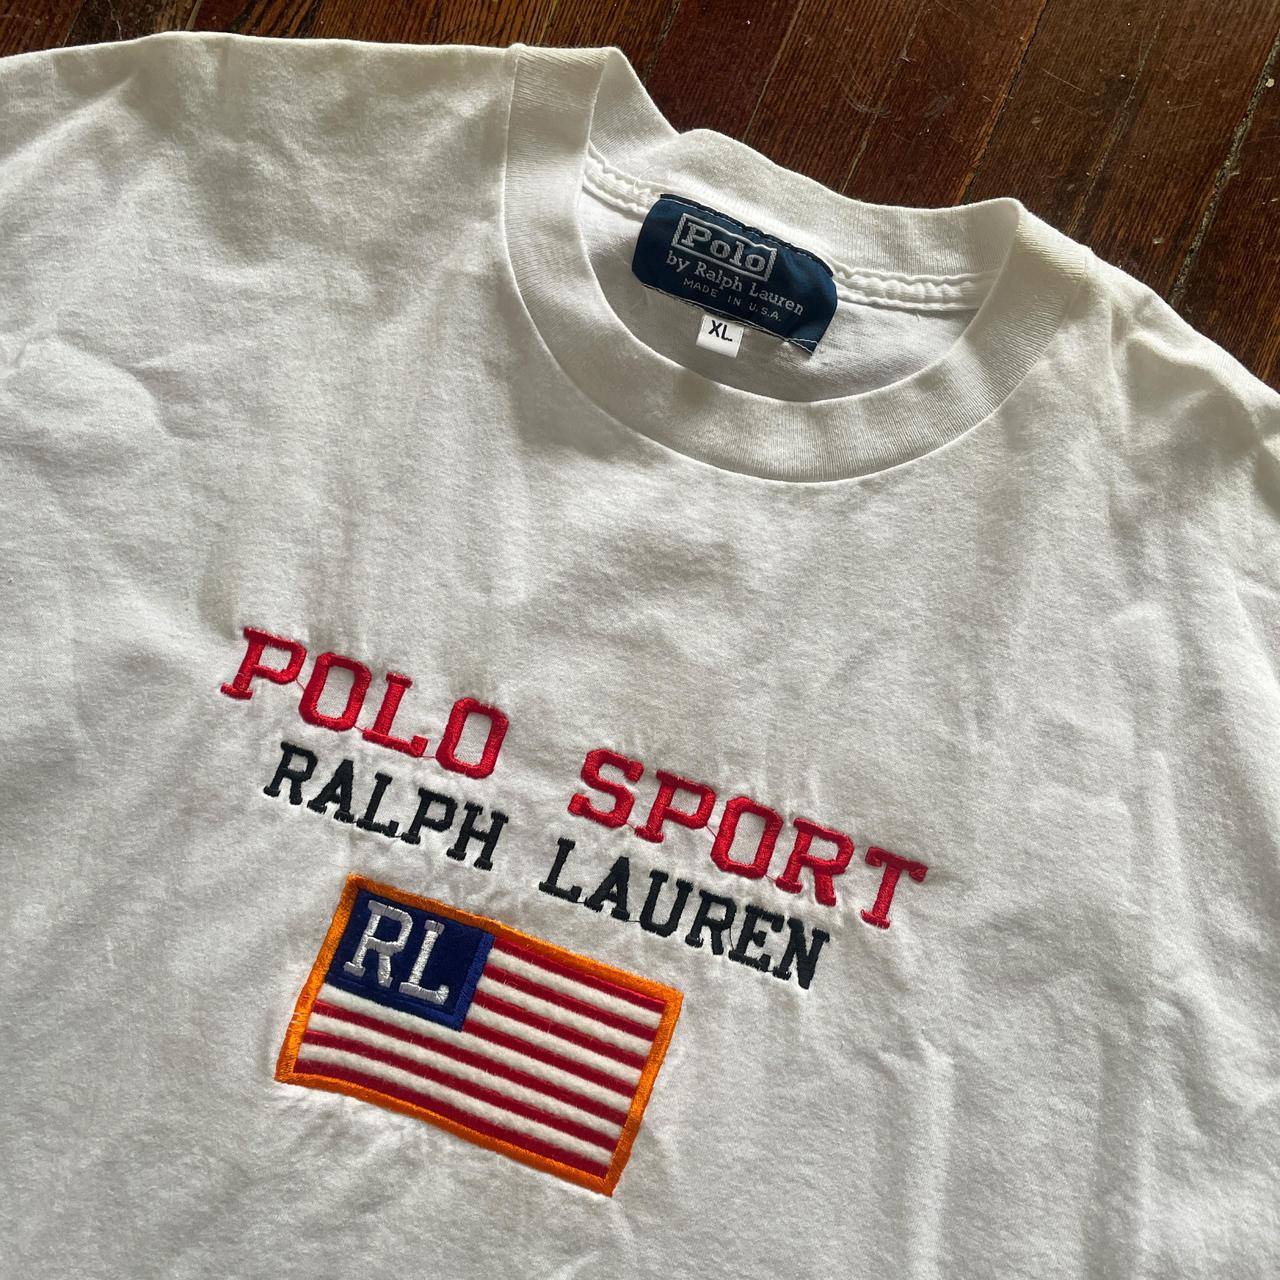 Polo
by Ralph Lauren
MADE IN U.S.A.
XL
POLO SPORT
RALPH LAUREN
RL